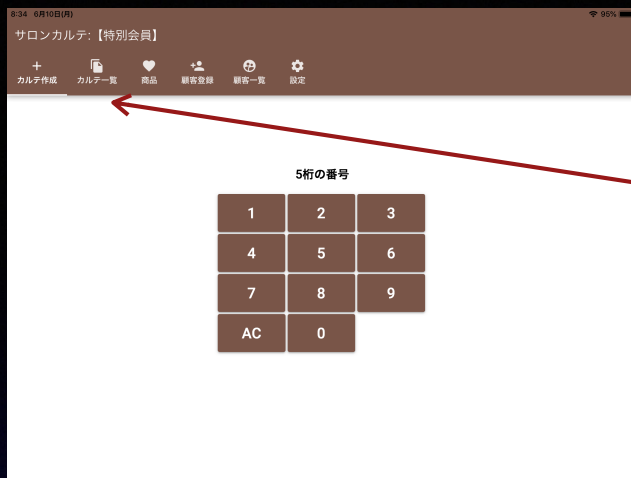 8:34 6月10日(月)
95%
サロンカルテ:【特別会員】
カルテ作成 カルテ一覧 商品 顧客登録 顧客一覧 設定
5桁の番号
1 2 3
4 5 6
7 8 9
AC 0